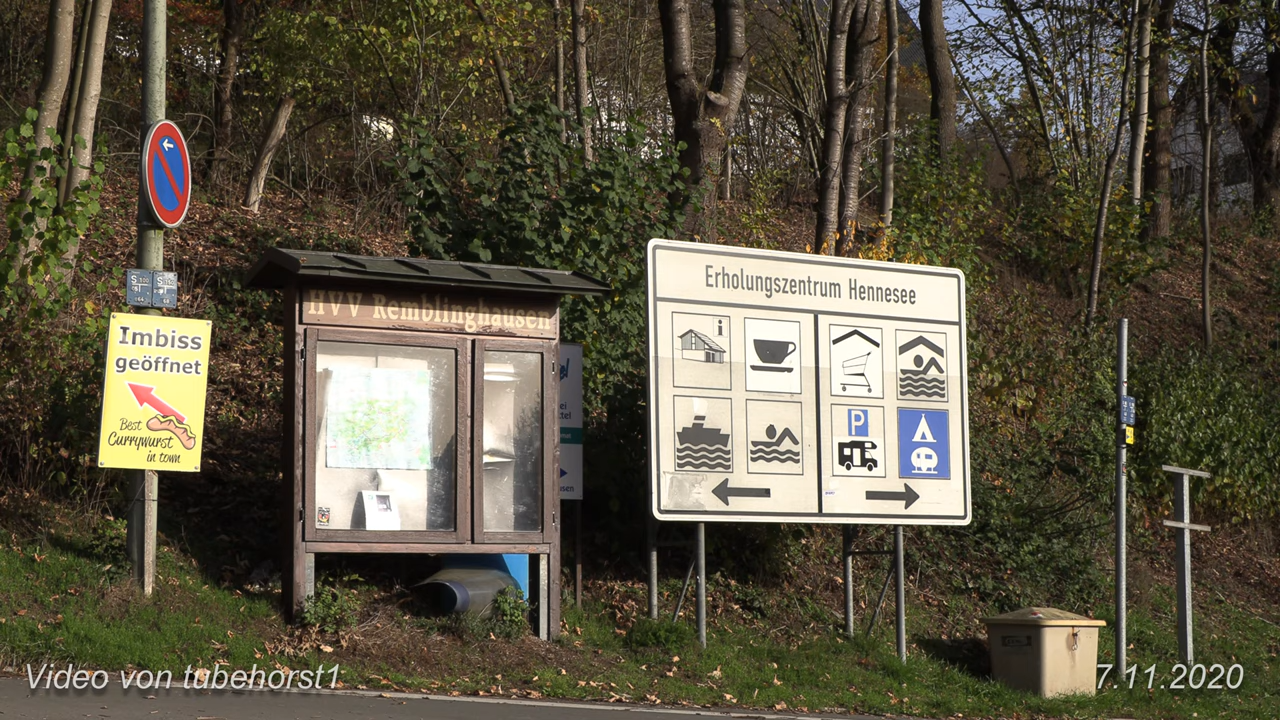 Imbiss
geöffnet
Best
Currywurst
in town
HVV Remblinghausen
Erholungszentrum Hennesee
i
P
Video von tubehorst1
7.11.2020